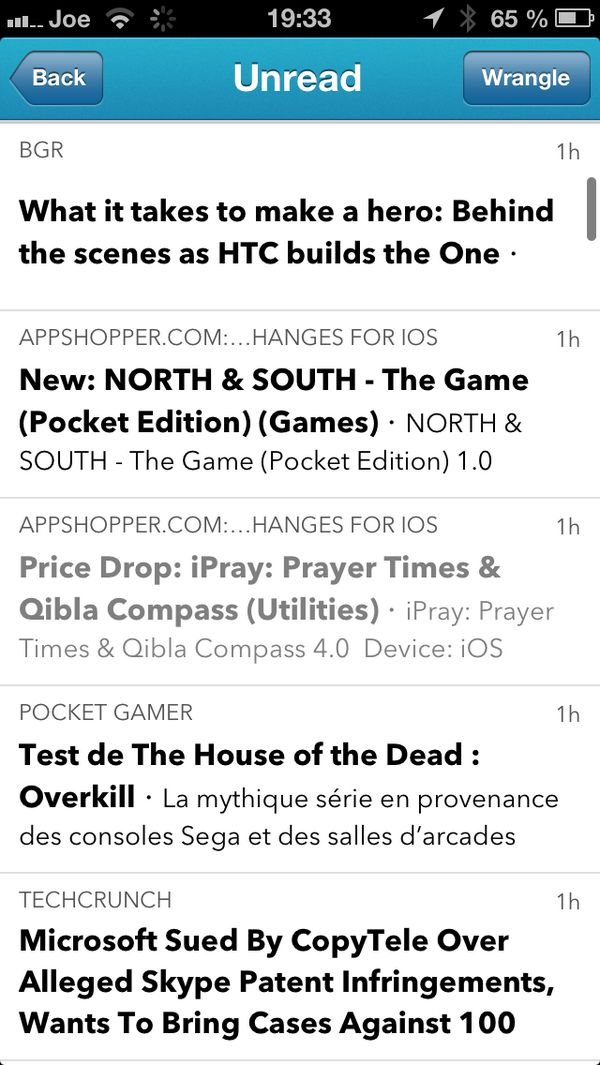 Joe 19:33 65 %
Back Unread Wrangle
BGR 1h
What it takes to make a hero: Behind
the scenes as HTC builds the One ·
APPSHOPPER.COM:...HANGES FOR IOS 1h
New: NORTH & SOUTH - The Game
(Pocket Edition) (Games) · NORTH &
SOUTH - The Game (Pocket Edition) 1.0
APPSHOPPER.COM:...HANGES FOR IOS 1h
Price Drop: iPray: Prayer Times &
Qibla Compass (Utilities) · iPray: Prayer
Times & Qibla Compass 4.0 Device: iOS
POCKET GAMER 1h
Test de The House of the Dead :
Overkill · La mythique série en provenance
des consoles Sega et des salles d’arcades
TECHCRUNCH 1h
Microsoft Sued By CopyTele Over
Alleged Skype Patent Infringements,
Wants To Bring Cases Against 100